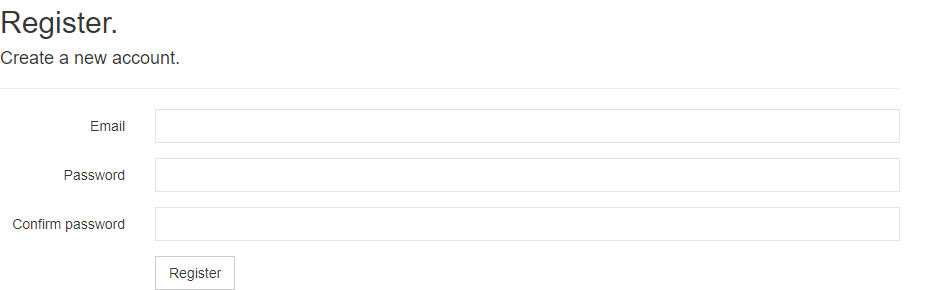 Register.
Create a new account.
Email
Password
Confirm password
Register